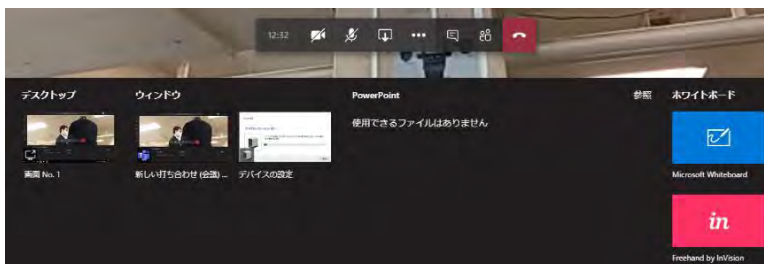 12:32
デスクトップ
ウィンドウ
PowerPoint
参照
ホワイトボード
使用できるファイルはありません
画面 No. 1
新しい打ち合わせ (会議) ...
デバイスの設定
Microsoft Whiteboard
in
Freehand by InVision